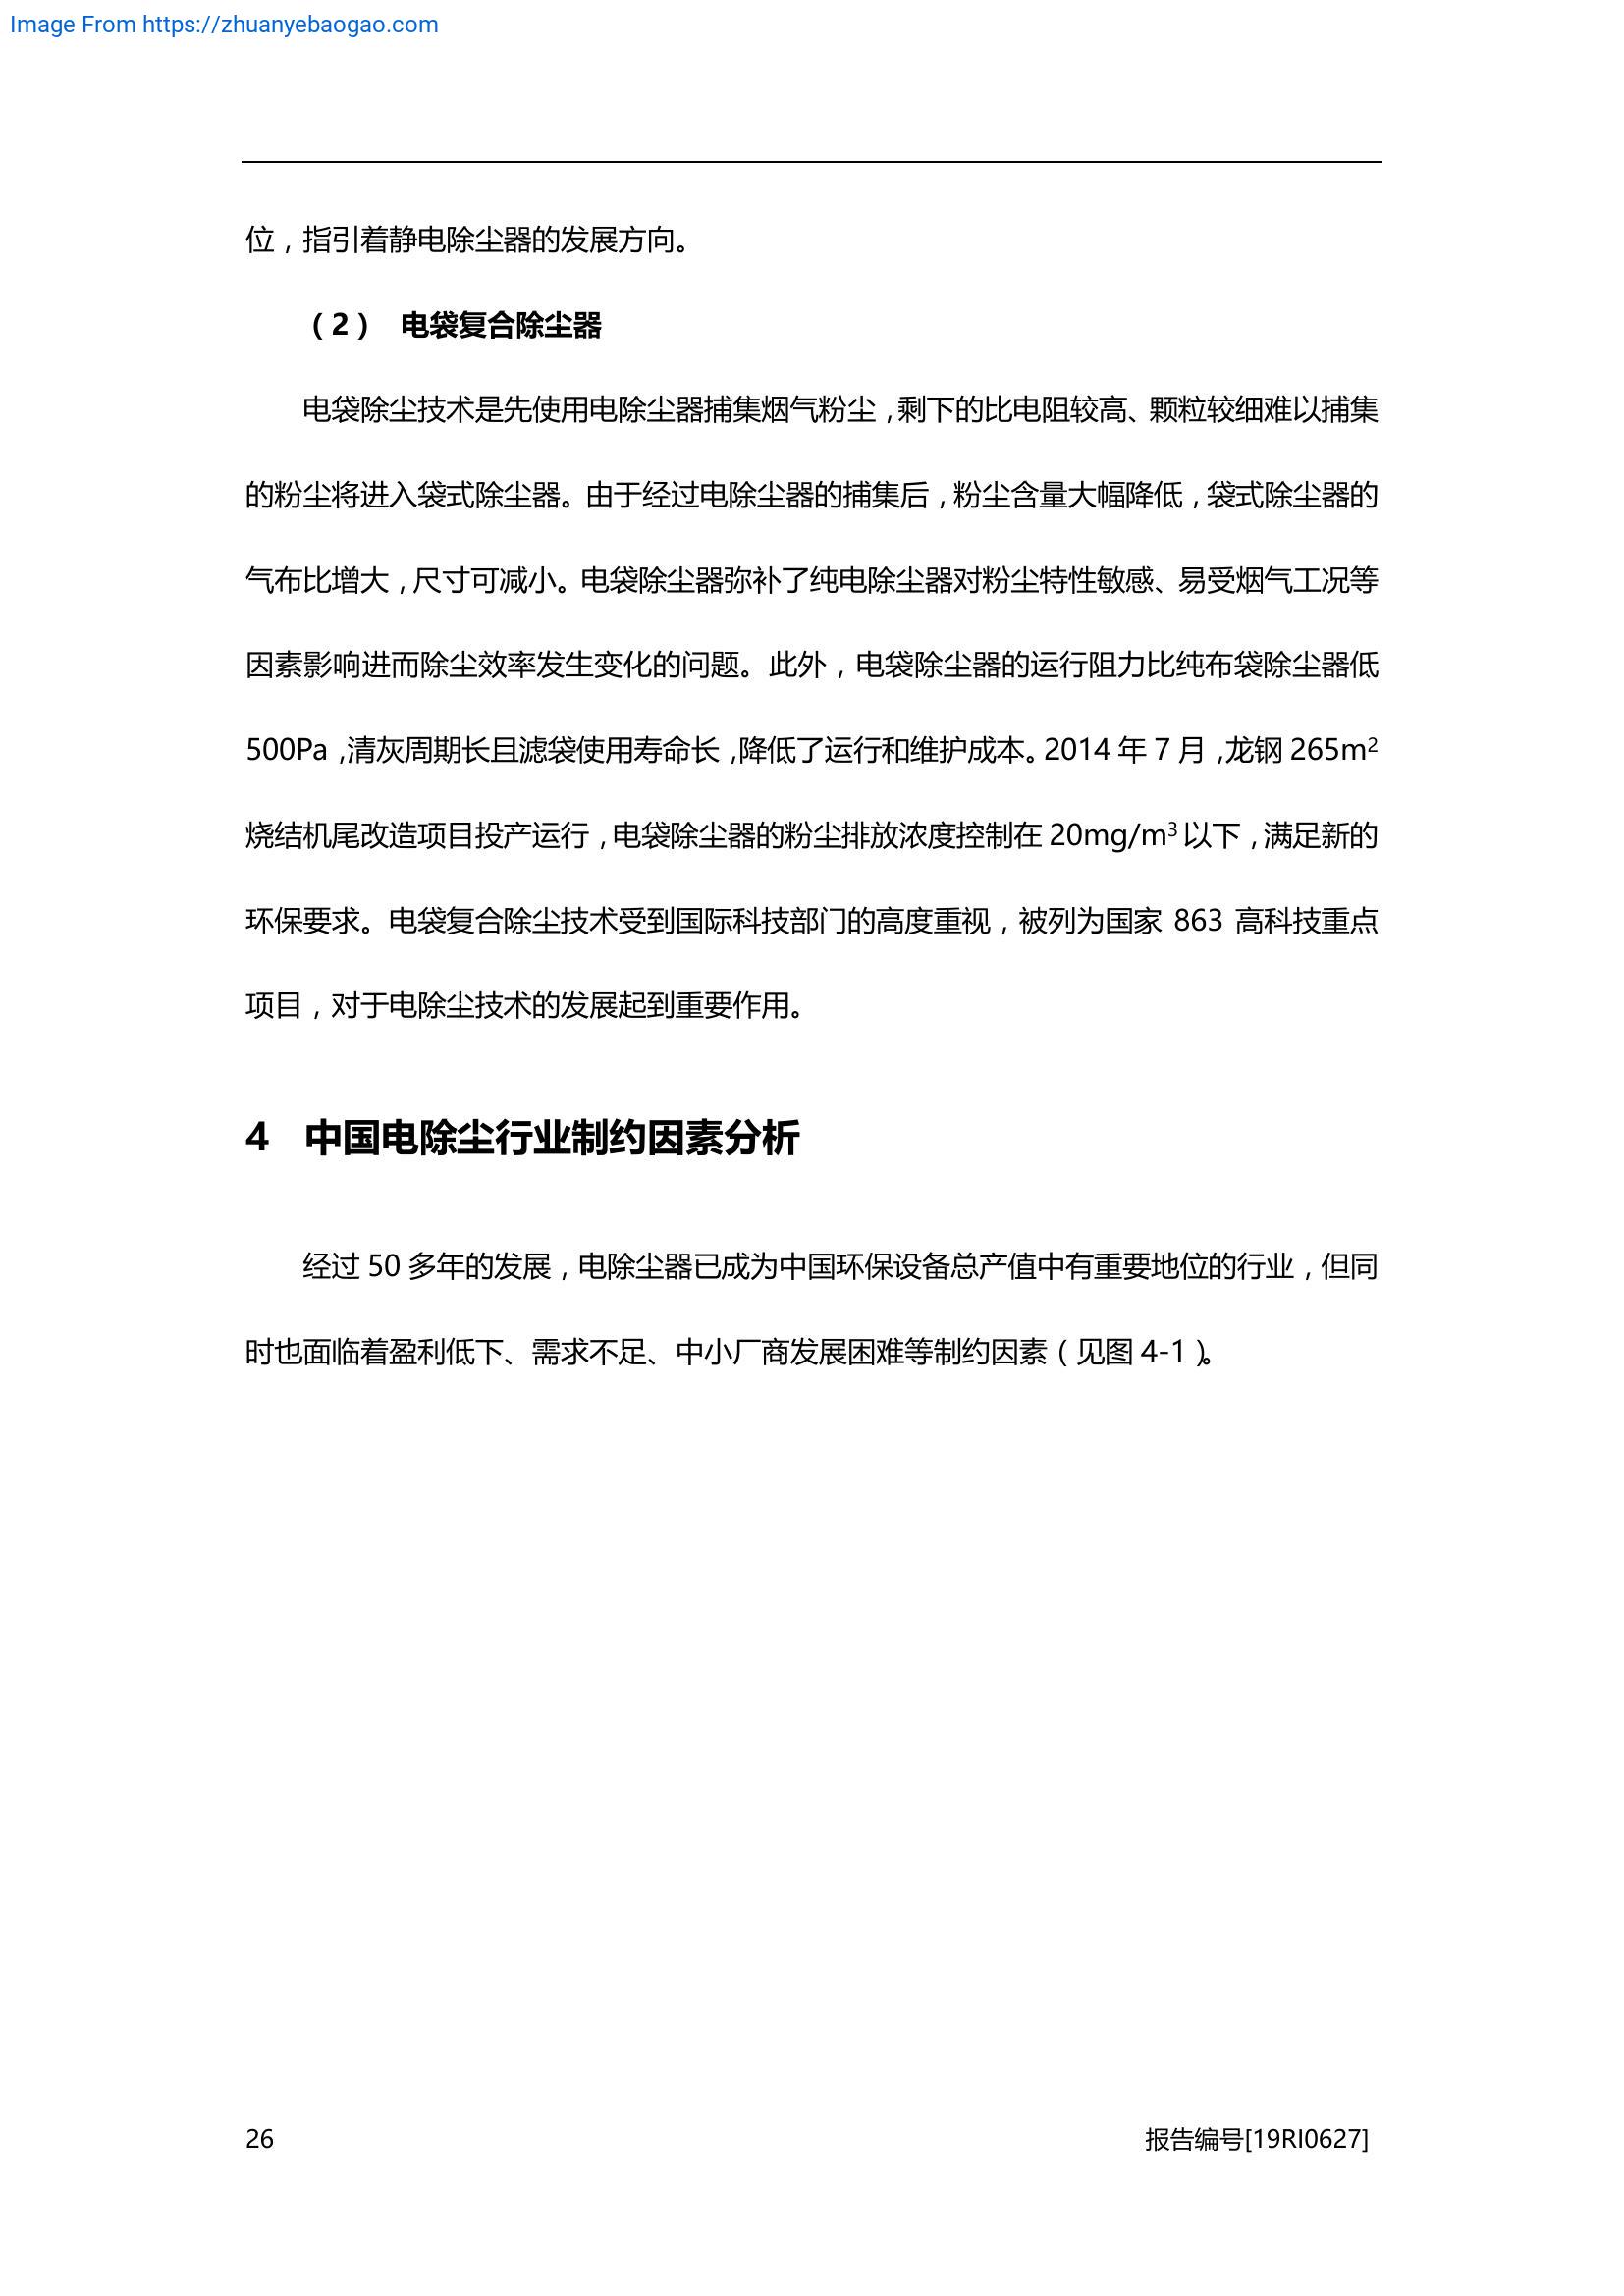 Image From https://zhuanyebaogao.com
位，指引着静电除尘器的发展方向。
（2） 电袋复合除尘器
电袋除尘技术是先使用电除尘器捕集烟气粉尘，剩下的比电阻较高、颗粒较细难以捕集
的粉尘将进入袋式除尘器。由于经过电除尘器的捕集后，粉尘含量大幅降低，袋式除尘器的
气布比增大，尺寸可减小。电袋除尘器弥补了纯电除尘器对粉尘特性敏感、易受烟气工况等
因素影响进而除尘效率发生变化的问题。此外，电袋除尘器的运行阻力比纯布袋除尘器低
500Pa，清灰周期长且滤袋使用寿命长，降低了运行和维护成本。2014 年 7 月，龙钢 265m²
烧结机尾改造项目投产运行，电袋除尘器的粉尘排放浓度控制在 20mg/m³ 以下，满足新的
环保要求。电袋复合除尘技术受到国际科技部门的高度重视，被列为国家 863 高科技重点
项目，对于电除尘技术的发展起到重要作用。
4 中国电除尘行业制约因素分析
经过 50 多年的发展，电除尘器已成为中国环保设备总产值中有重要地位的行业，但同
时也面临着盈利低下、需求不足、中小厂商发展困难等制约因素（见图 4-1）。
26 报告编号[19RI0627]